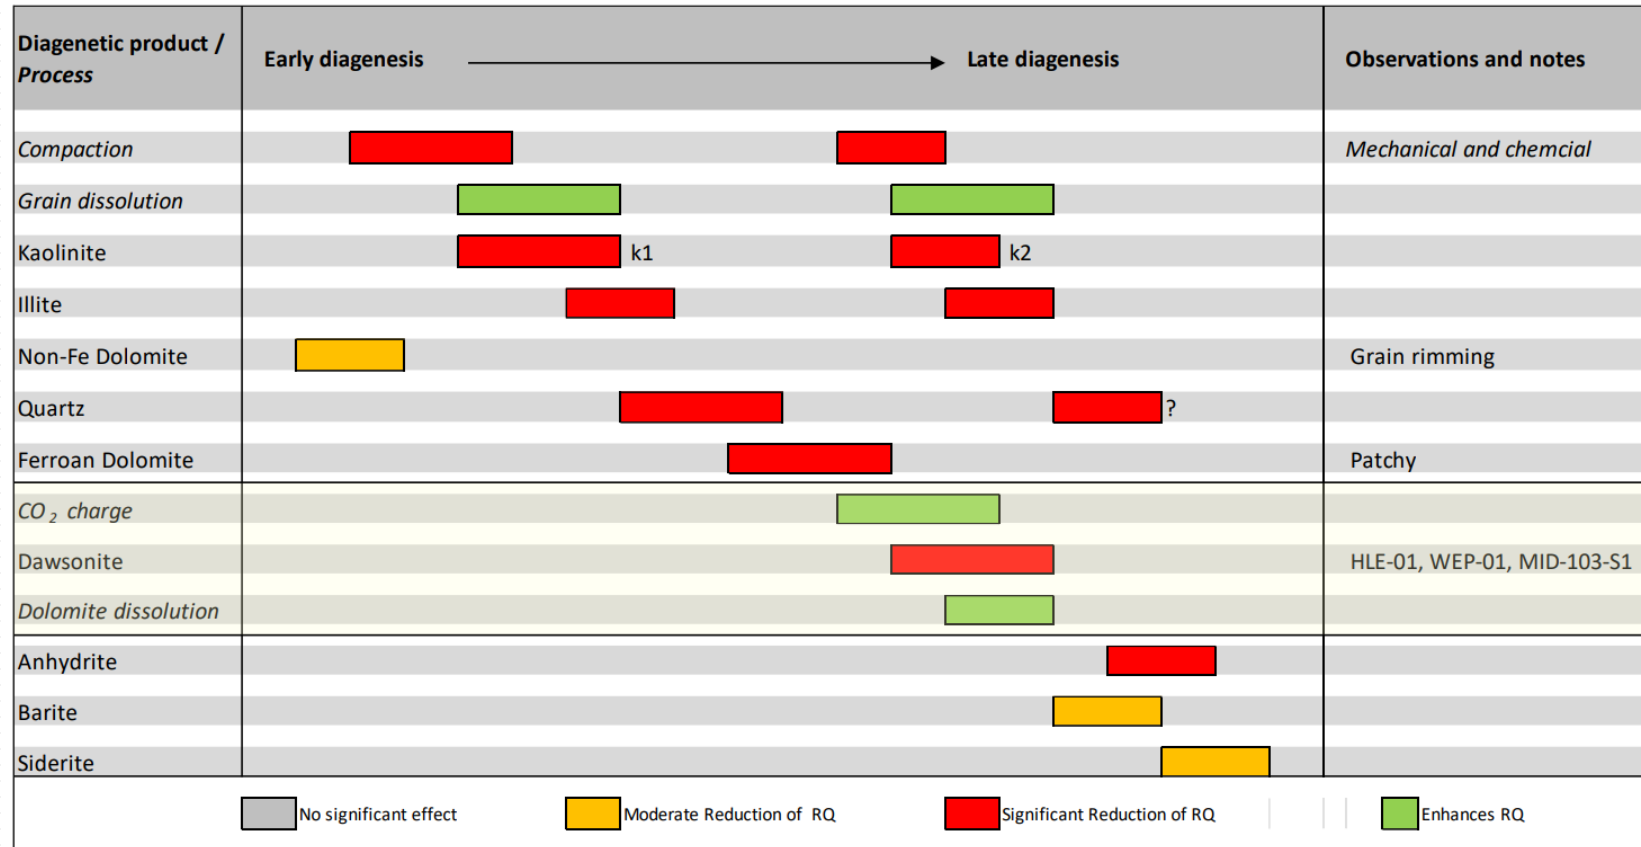 Diagenetic product /
Process
Early diagenesis
Late diagenesis
Observations and notes
Compaction
Mechanical and chemcial
Grain dissolution
Kaolinite
k1
k2
Illite
Non-Fe Dolomite
Grain rimming
Quartz
?
Ferroan Dolomite
Patchy
CO2 charge
Dawsonite
HLE-01, WEP-01, MID-103-S1
Dolomite dissolution
Anhydrite
Barite
Siderite
No significant effect
Moderate Reduction of RQ
Significant Reduction of RQ
Enhances RQ